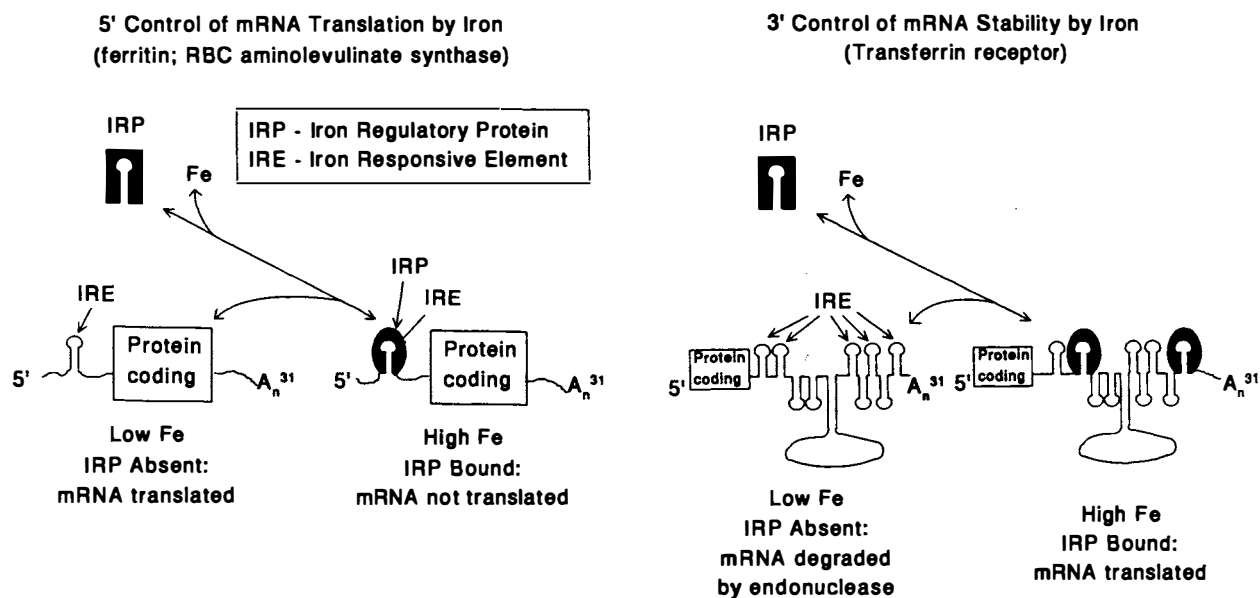 5' Control of mRNA Translation by Iron
(ferritin; RBC aminolevulinate synthase)
IRP
IRP - Iron Regulatory Protein
IRE - Iron Responsive Element
Fe
IRP
IRE
IRE
5'
Protein
coding
A_n^31
5'
Protein
coding
A_n^31
Low Fe
IRP Absent:
mRNA translated
High Fe
IRP Bound:
mRNA not translated
3' Control of mRNA Stability by Iron
(Transferrin receptor)
IRP
Fe
IRE
5'
Protein
coding
A_n^31
5'
Protein
coding
A_n^31
Low Fe
IRP Absent:
mRNA degraded
by endonuclease
High Fe
IRP Bound:
mRNA translated